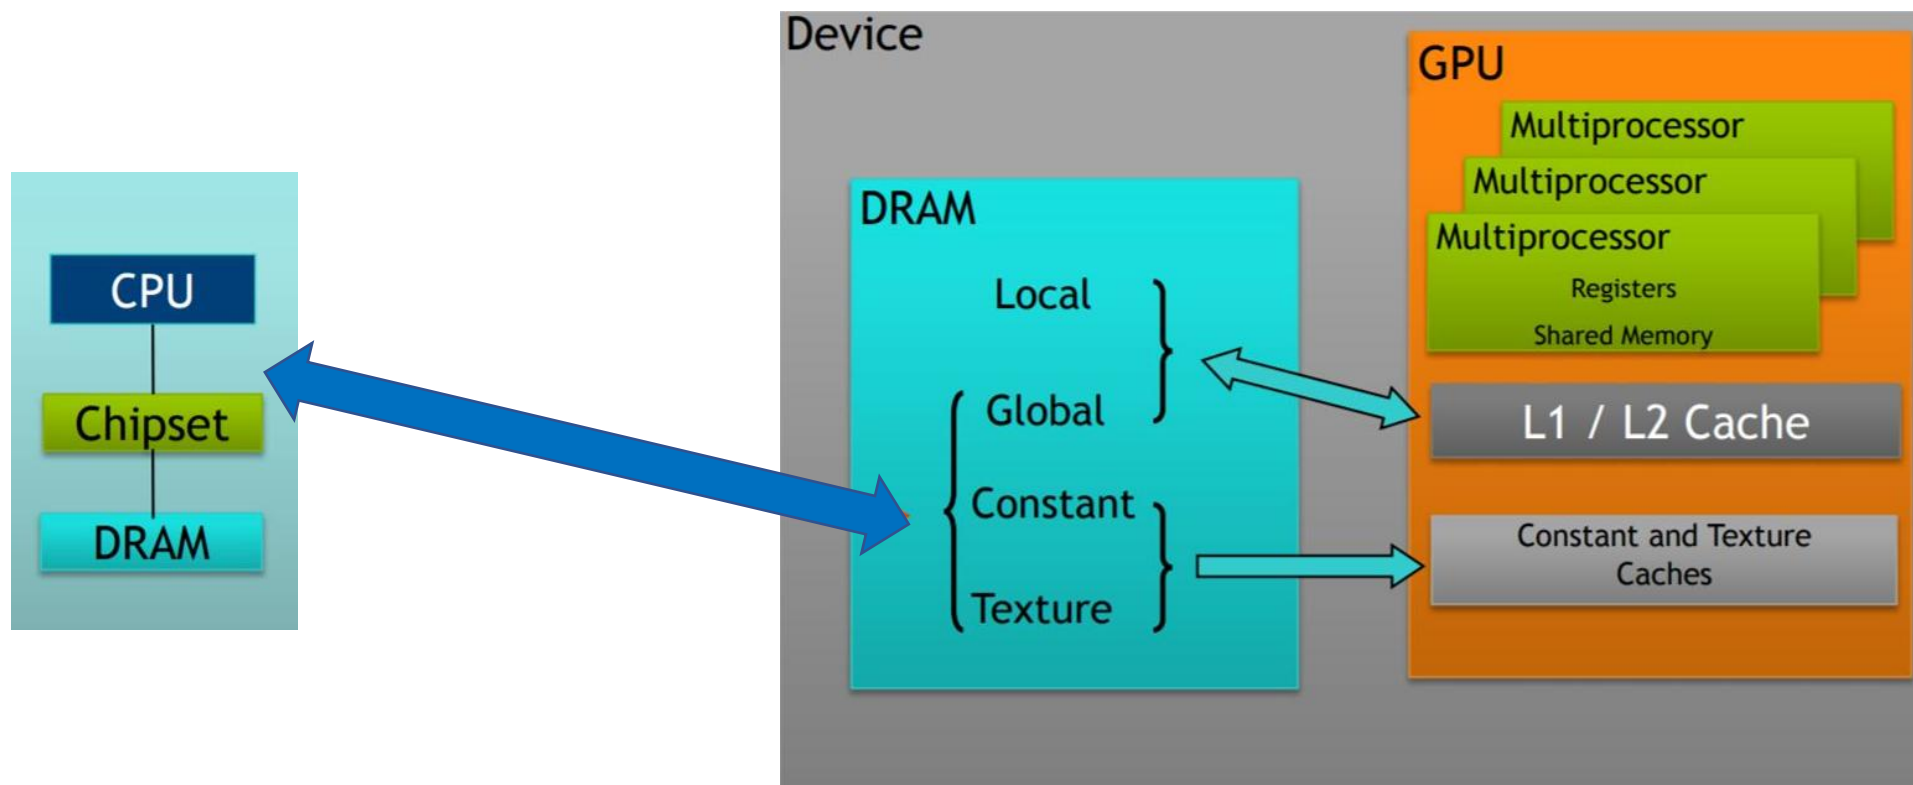 CPU
Chipset
DRAM
Device
DRAM
Local
Global
Constant
Texture
GPU
Multiprocessor
Multiprocessor
Multiprocessor
Registers
Shared Memory
L1 / L2 Cache
Constant and Texture
Caches